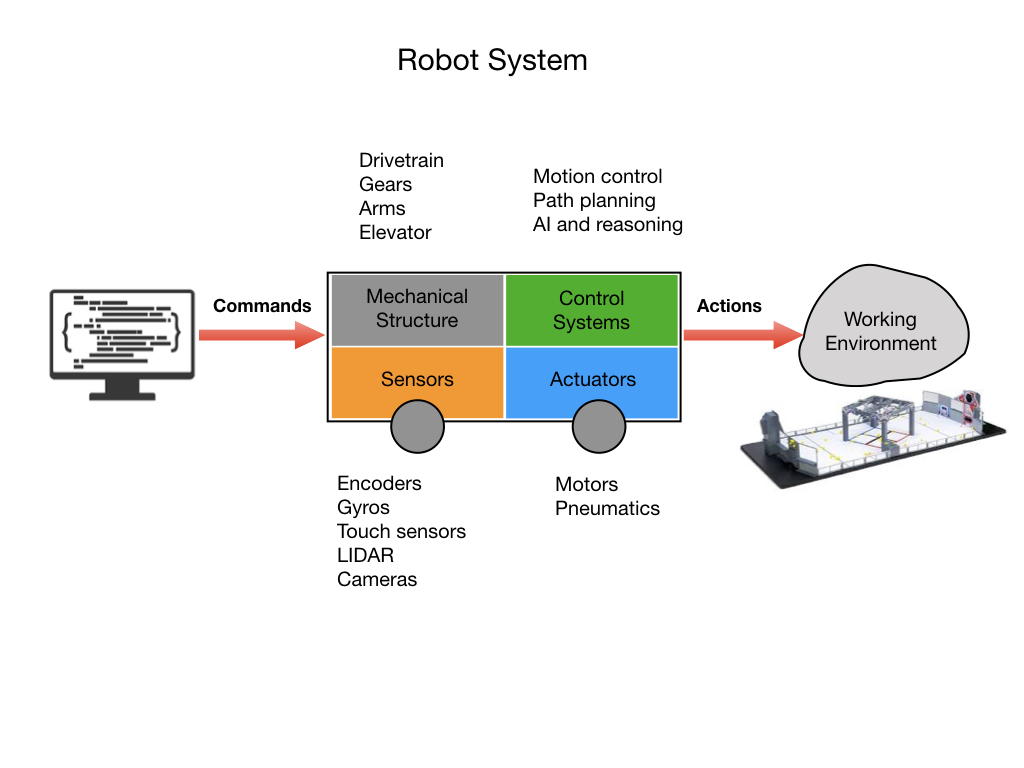 Robot System
Drivetrain
Gears
Arms
Elevator
Motion control
Path planning
AI and reasoning
Commands
Mechanical
Structure
Control
Systems
Sensors
Actuators
Actions
Working
Environment
Encoders
Gyros
Touch sensors
LIDAR
Cameras
Motors
Pneumatics